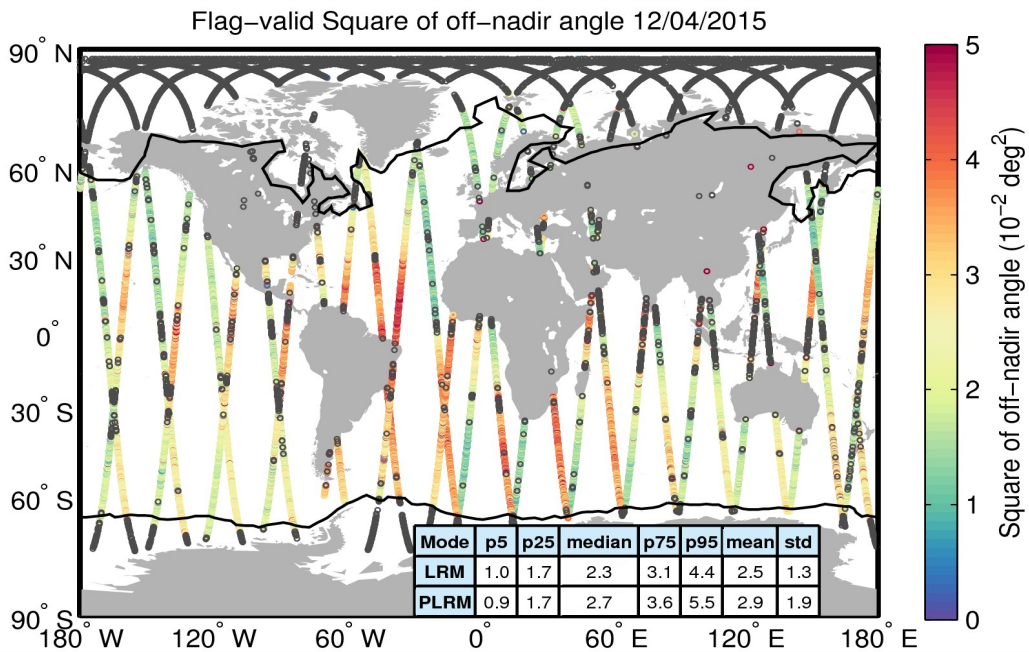 Flag−valid Square of off−nadir angle 12/04/2015
90° N
60° N
30° N
0°
30° S
60° S
90° S
180° W
120° W
60° W
0°
60° E
120° E
180° E
Mode p5 p25 median p75 p95 mean std
LRM 1.0 1.7 2.3 3.1 4.4 2.5 1.3
PLRM 0.9 1.7 2.7 3.6 5.5 2.9 1.9
5
4
3
2
1
0
Square of off−nadir angle (10⁻² deg²)